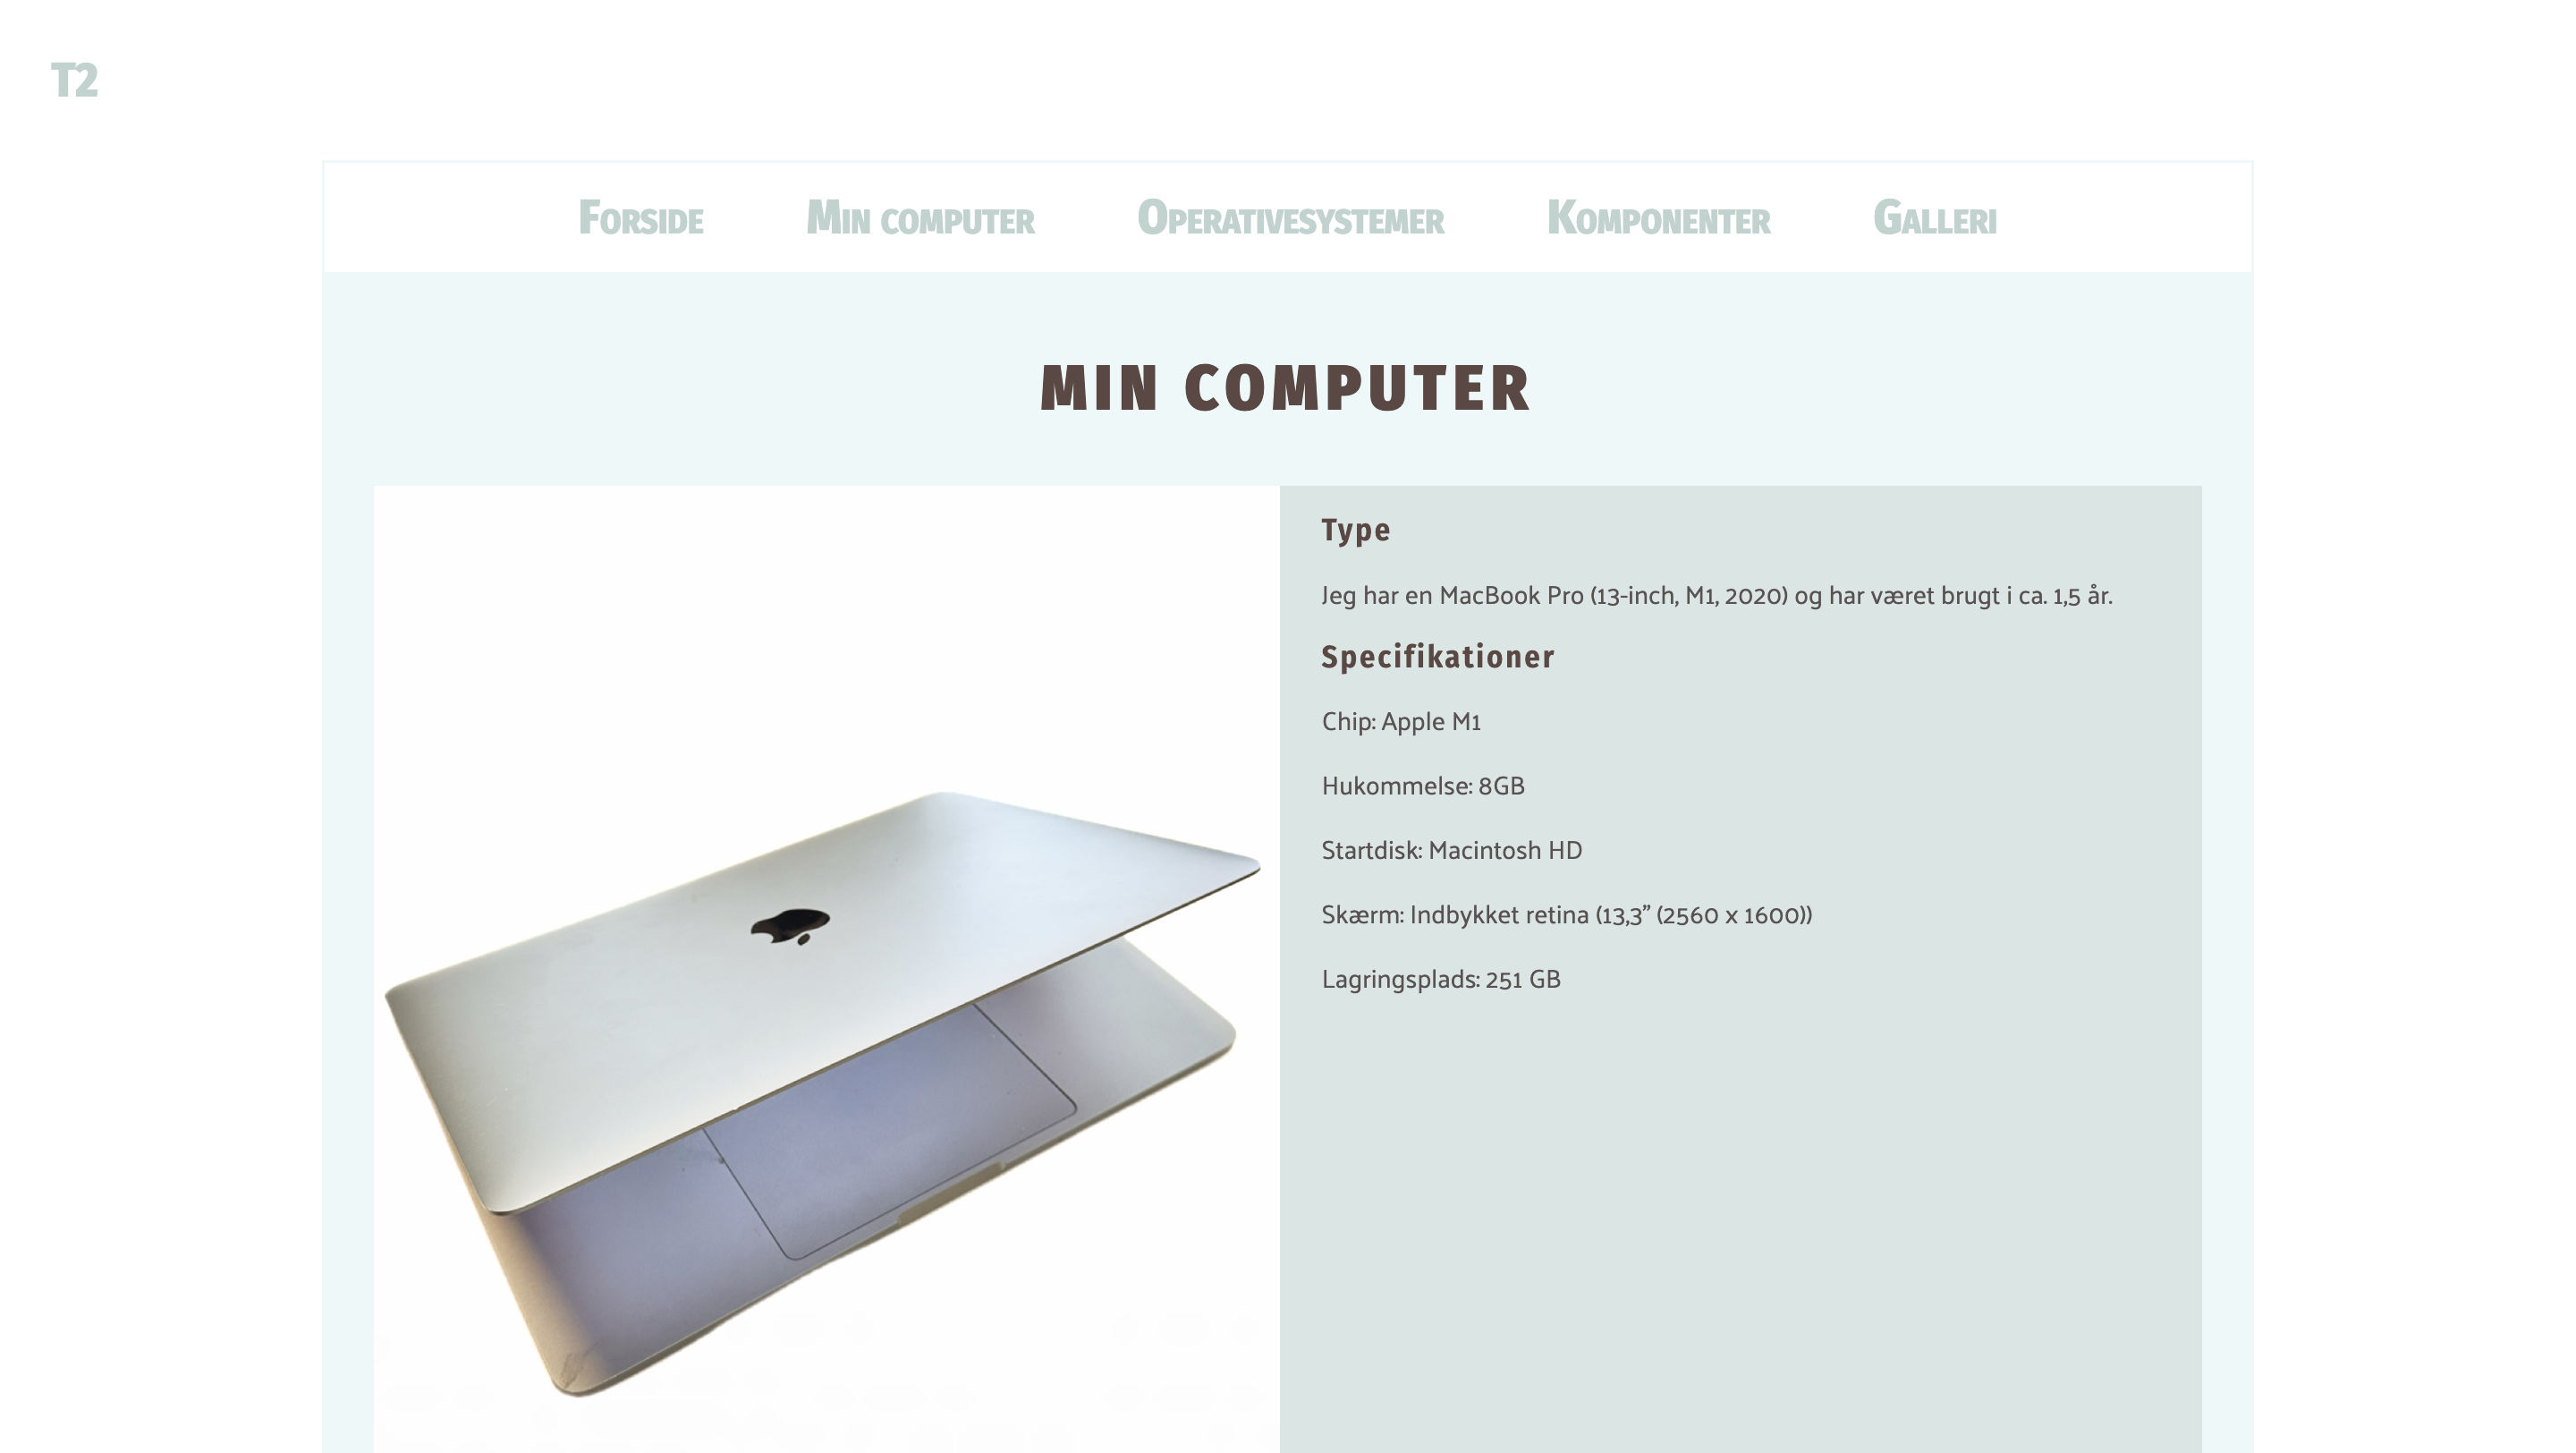 T2
Forside Min computer Operativesystemer Komponenter Galleri
MIN COMPUTER
Type
Jeg har en MacBook Pro (13-inch, M1, 2020) og har været brugt i ca. 1,5 år.
Specifikationer
Chip: Apple M1
Hukommelse: 8GB
Startdisk: Macintosh HD
Skærm: Indbykket retina (13,3” (2560 x 1600))
Lagringsplads: 251 GB